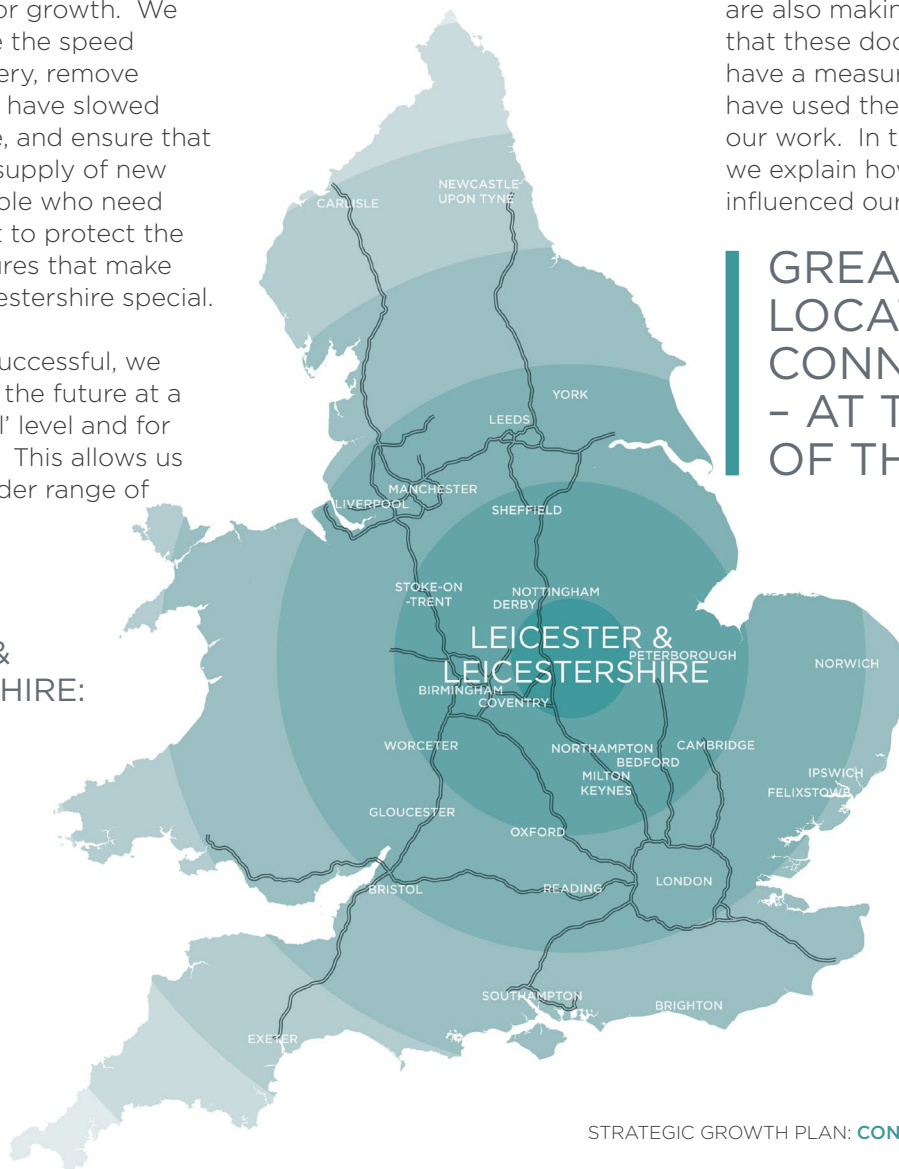 or growth. We
the speed
ery, remove
have slowed
e, and ensure that
supply of new
ple who need
t to protect the
ures that make
estershire special.
uccessful, we
the future at a
l’ level and for
This allows us
der range of
&
SHIRE:
are also makin
that these doc
have a measur
have used the
our work. In t
we explain how
influenced our
GREA
LOCAT
CONN
– AT T
OF TH
CARLISLE
NEWCASTLE
UPON TYNE
YORK
LEEDS
MANCHESTER
LIVERPOOL
SHEFFIELD
STOKE-ON
-TRENT
NOTTINGHAM
DERBY
LEICESTER &
LEICESTERSHIRE
PETERBOROUGH
NORWICH
BIRMINGHAM
COVENTRY
WORCETER
NORTHAMPTON
CAMBRIDGE
BEDFORD
MILTON
KEYNES
IPSWICH
FELIXSTOWE
GLOUCESTER
OXFORD
BRISTOL
READING
LONDON
SOUTHAMPTON
BRIGHTON
EXETER
STRATEGIC GROWTH PLAN: CON